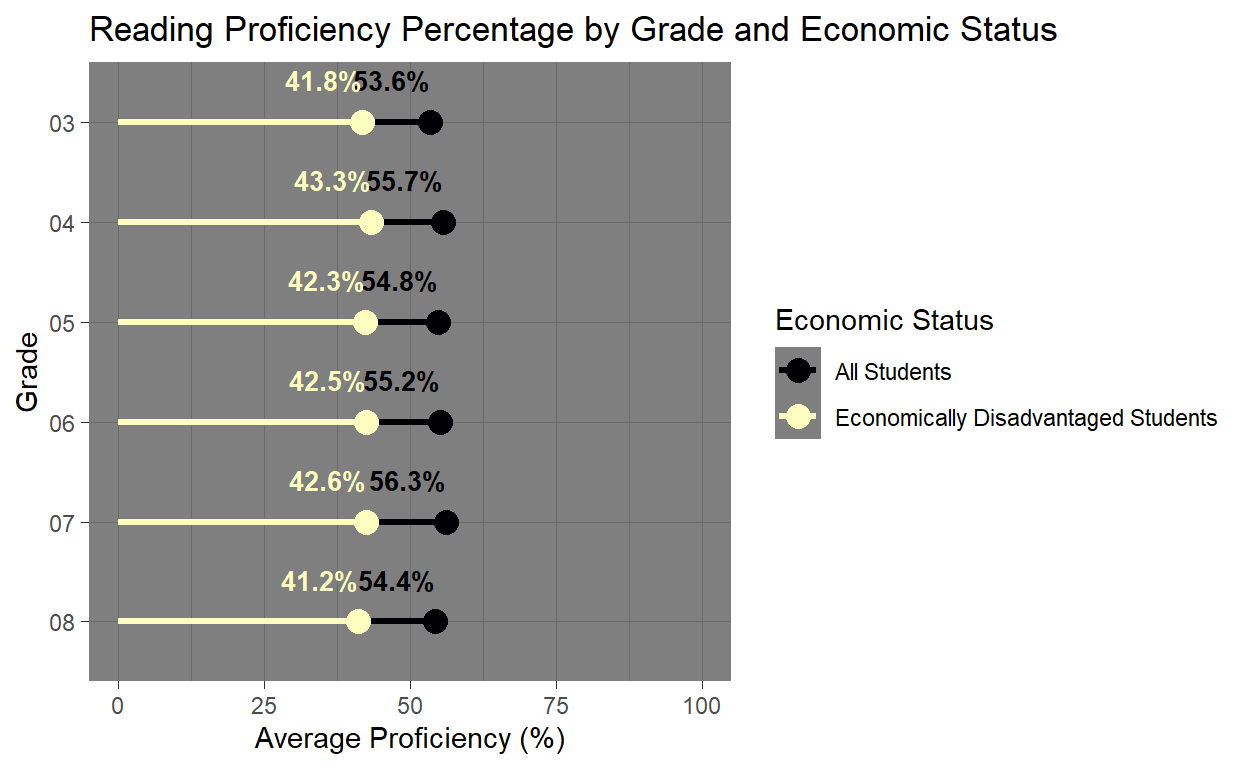 Reading Proficiency Percentage by Grade and Economic Status
41.8% 53.6%
03
43.3% 55.7%
04
42.3% 54.8%
05
42.5% 55.2%
06
42.6% 56.3%
07
41.2% 54.4%
08
Grade
0 25 50 75 100
Average Proficiency (%)
Economic Status
All Students
Economically Disadvantaged Students